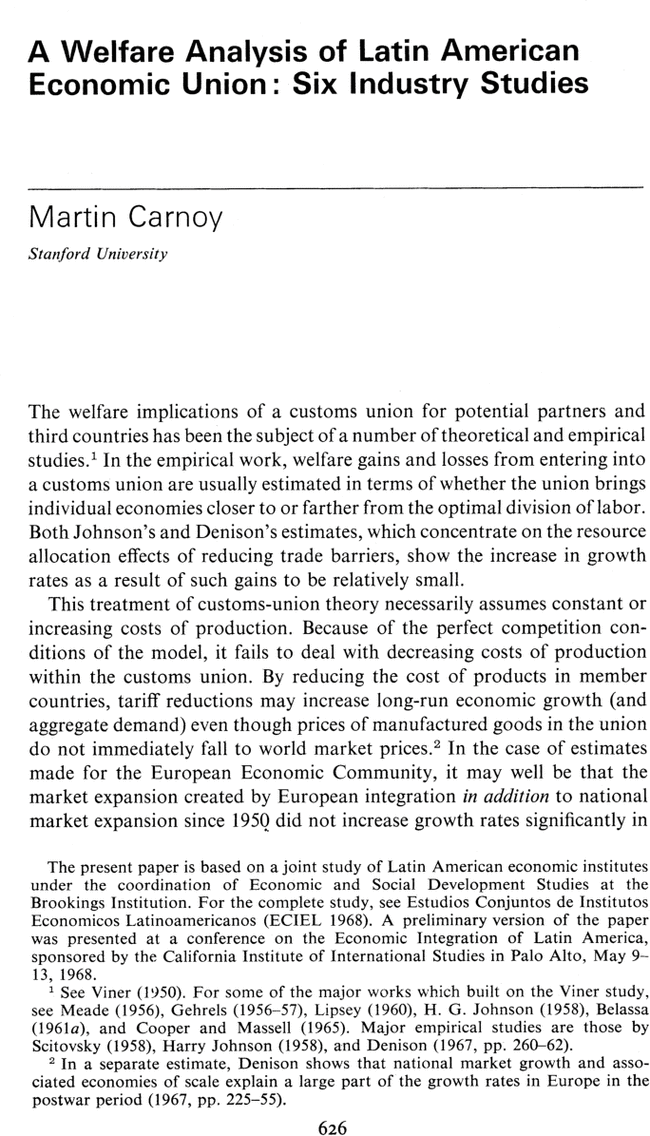 A Welfare Analysis of Latin American
Economic Union: Six Industry Studies
Martin Carnoy
Stanford University
The welfare implications of a customs union for potential partners and
third countries has been the subject of a number of theoretical and empirical
studies.¹ In the empirical work, welfare gains and losses from entering into
a customs union are usually estimated in terms of whether the union brings
individual economies closer to or farther from the optimal division of labor.
Both Johnson's and Denison's estimates, which concentrate on the resource
allocation effects of reducing trade barriers, show the increase in growth
rates as a result of such gains to be relatively small.
This treatment of customs-union theory necessarily assumes constant or
increasing costs of production. Because of the perfect competition con-
ditions of the model, it fails to deal with decreasing costs of production
within the customs union. By reducing the cost of products in member
countries, tariff reductions may increase long-run economic growth (and
aggregate demand) even though prices of manufactured goods in the union
do not immediately fall to world market prices.² In the case of estimates
made for the European Economic Community, it may well be that the
market expansion created by European integration in addition to national
market expansion since 1950 did not increase growth rates significantly in
The present paper is based on a joint study of Latin American economic institutes
under the coordination of Economic and Social Development Studies at the
Brookings Institution. For the complete study, see Estudios Conjuntos de Institutos
Economicos Latinoamericanos (ECIEL 1968). A preliminary version of the paper
was presented at a conference on the Economic Integration of Latin America,
sponsored by the California Institute of International Studies in Palo Alto, May 9–
13, 1968.
¹ See Viner (1950). For some of the major works which built on the Viner study,
see Meade (1956), Gehrels (1956–57), Lipsey (1960), H. G. Johnson (1958), Belassa
(1961a), and Cooper and Massell (1965). Major empirical studies are those by
Scitovsky (1958), Harry Johnson (1958), and Denison (1967, pp. 260–62).
² In a separate estimate, Denison shows that national market growth and asso-
ciated economies of scale explain a large part of the growth rates in Europe in the
postwar period (1967, pp. 225–55).
626